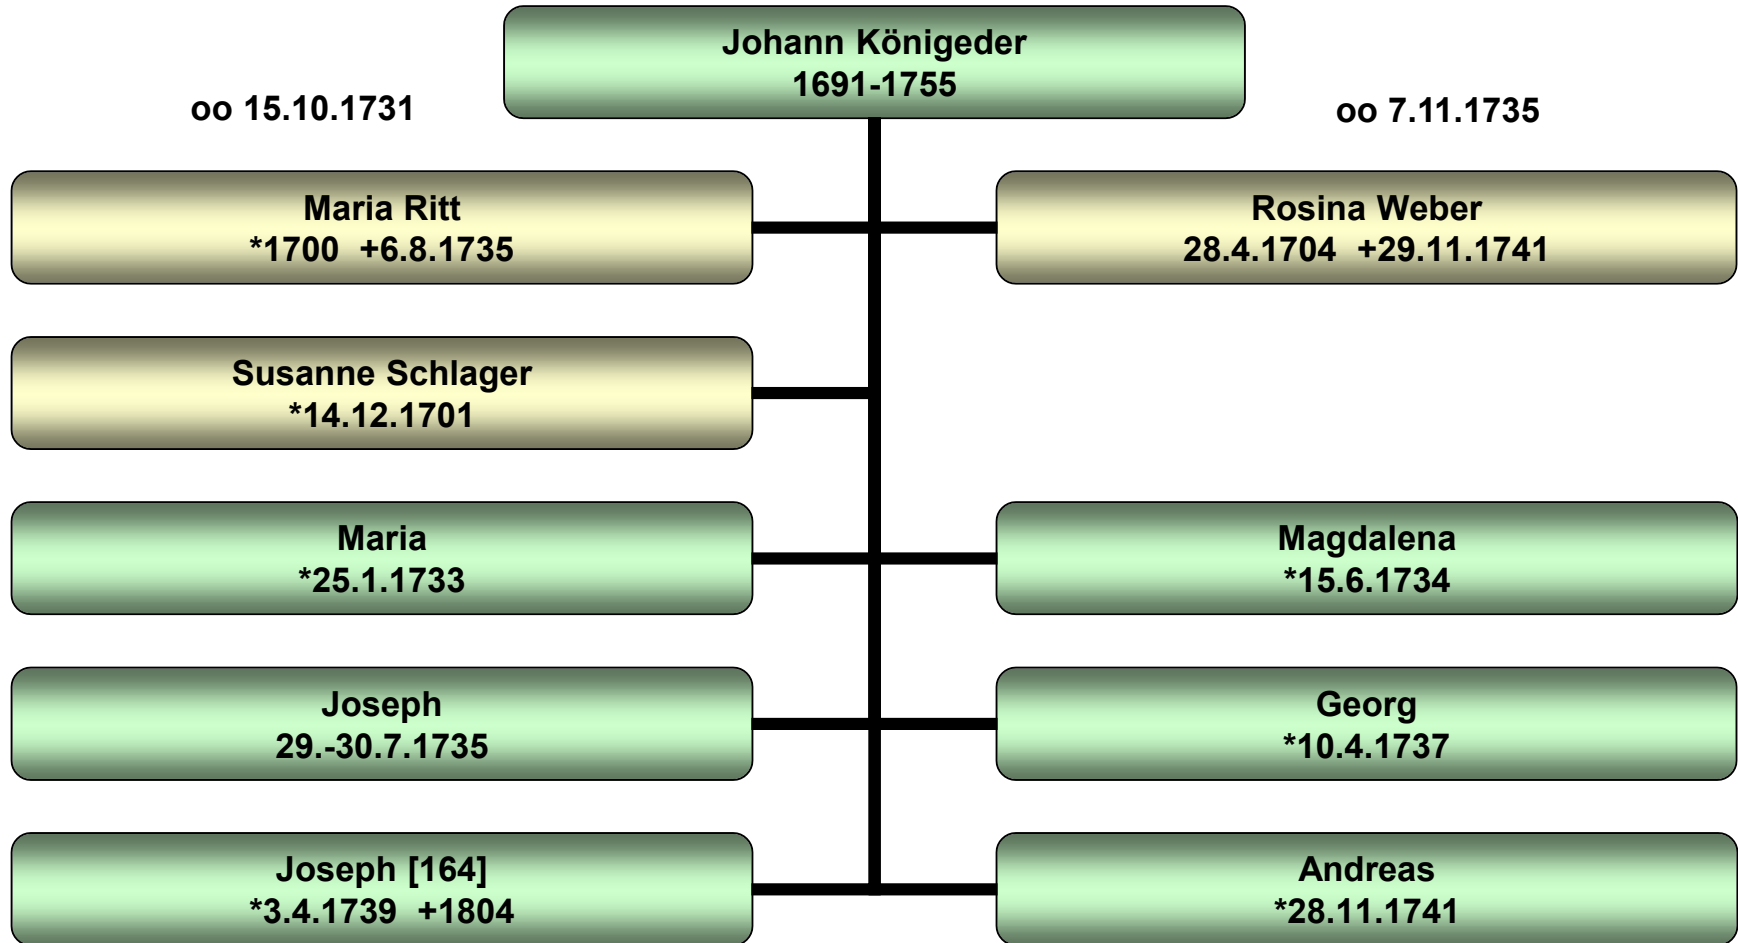 Johann Königeder
1691-1755
oo 15.10.1731
oo 7.11.1735
Maria Ritt
*1700 +6.8.1735
Rosina Weber
28.4.1704 +29.11.1741
Susanne Schlager
*14.12.1701
Maria
*25.1.1733
Magdalena
*15.6.1734
Joseph
29.-30.7.1735
Georg
*10.4.1737
Joseph [164]
*3.4.1739 +1804
Andreas
*28.11.1741